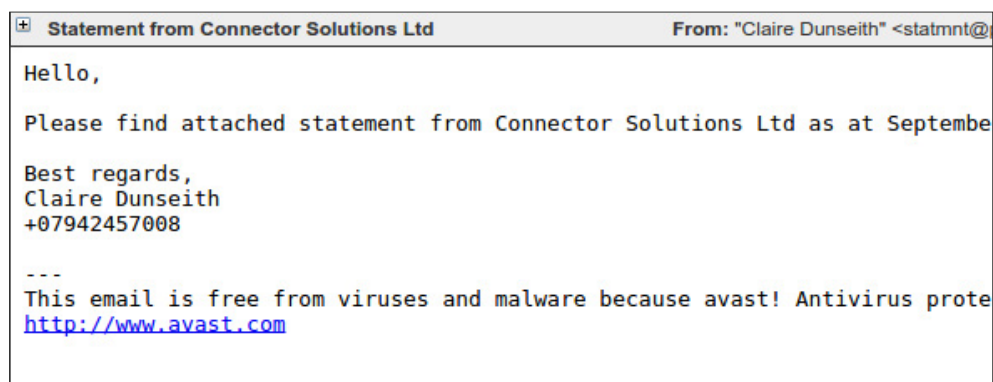 Statement from Connector Solutions Ltd From: "Claire Dunseith" <statmnt@
Hello,
Please find attached statement from Connector Solutions Ltd as at Septembe
Best regards,
Claire Dunseith
+07942457008
---
This email is free from viruses and malware because avast! Antivirus prote
http://www.avast.com